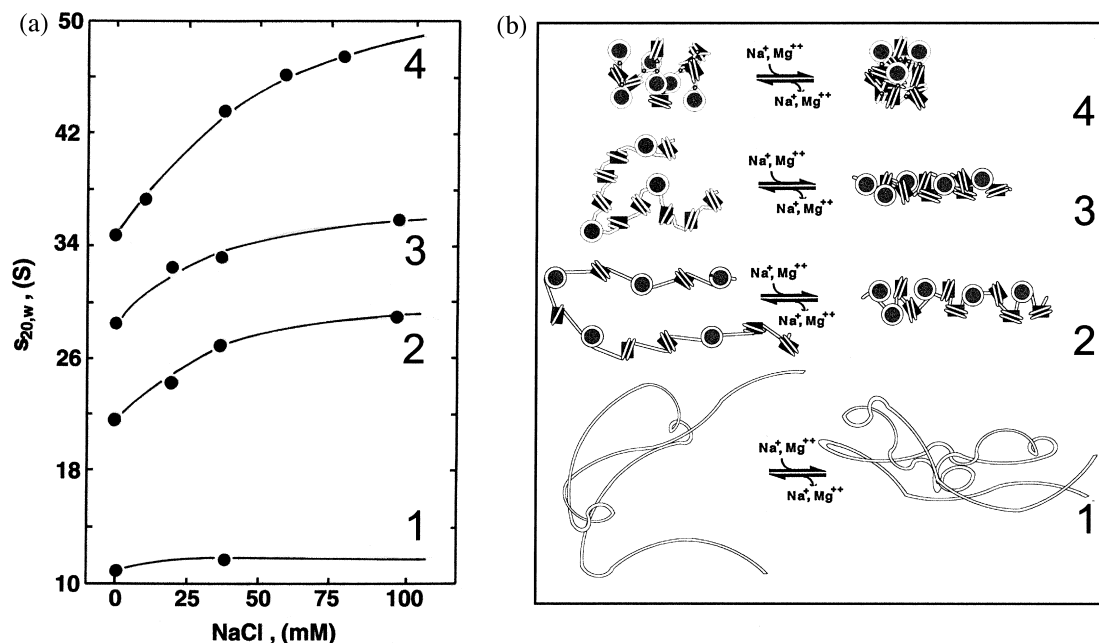 (a)
50
42
34
26
18
10
s20,w , (S)
4
3
2
1
0
25
50
75
100
NaCl , (mM)
(b)
Na+, Mg++
Na+, Mg++
4
Na+, Mg++
Na+, Mg++
3
Na+, Mg++
Na+, Mg++
2
Na+, Mg++
Na+, Mg++
1